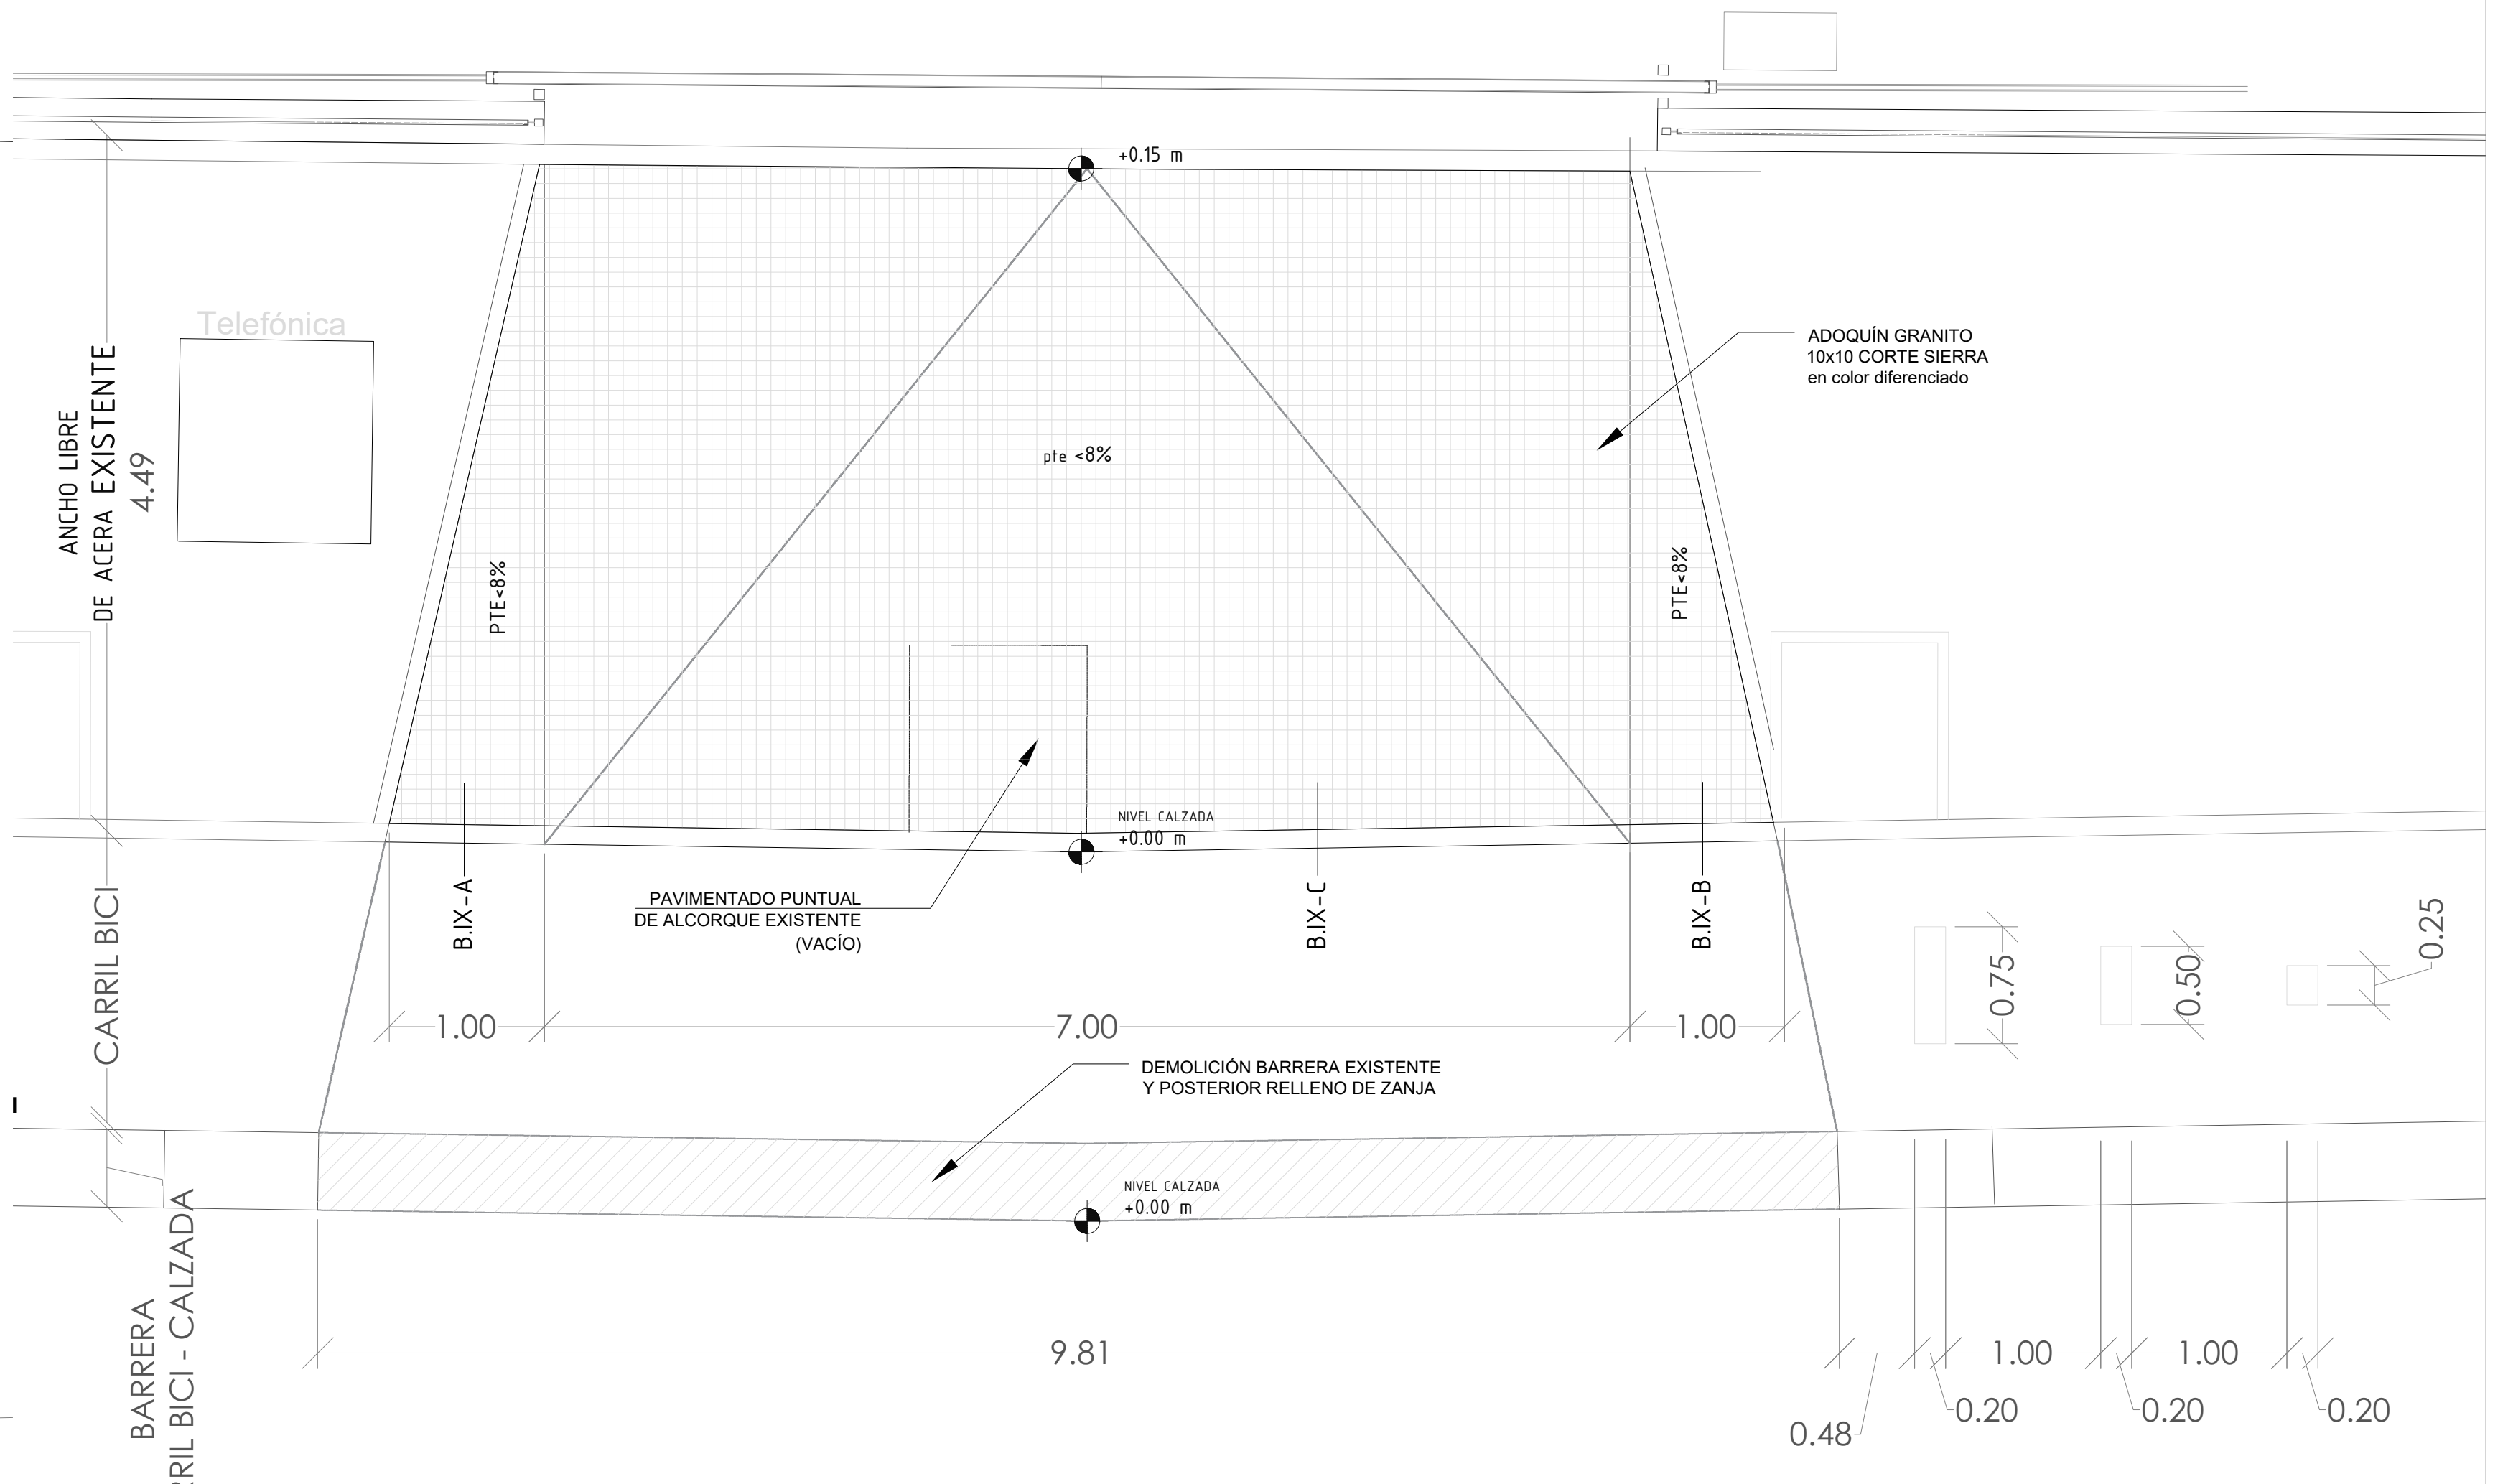 +0.15 m
Telefónica
ADOQUÍN GRANITO
10x10 CORTE SIERRA
en color diferenciado
ANCHO LIBRE
DE ACERA EXISTENTE
4.49
pte <8%
PTE<8%
PTE<8%
NIVEL CALZADA
+0.00 m
PAVIMENTADO PUNTUAL
DE ALCORQUE EXISTENTE
(VACÍO)
B.IX-A
B.IX-C
B.IX-B
CARRIL BICI
0.75
0.50
0.25
1.00
7.00
1.00
DEMOLICIÓN BARRERA EXISTENTE
Y POSTERIOR RELLENO DE ZANJA
NIVEL CALZADA
+0.00 m
BARRERA
RRIL BICI - CALZADA
9.81
1.00
1.00
0.48
0.20
0.20
0.20